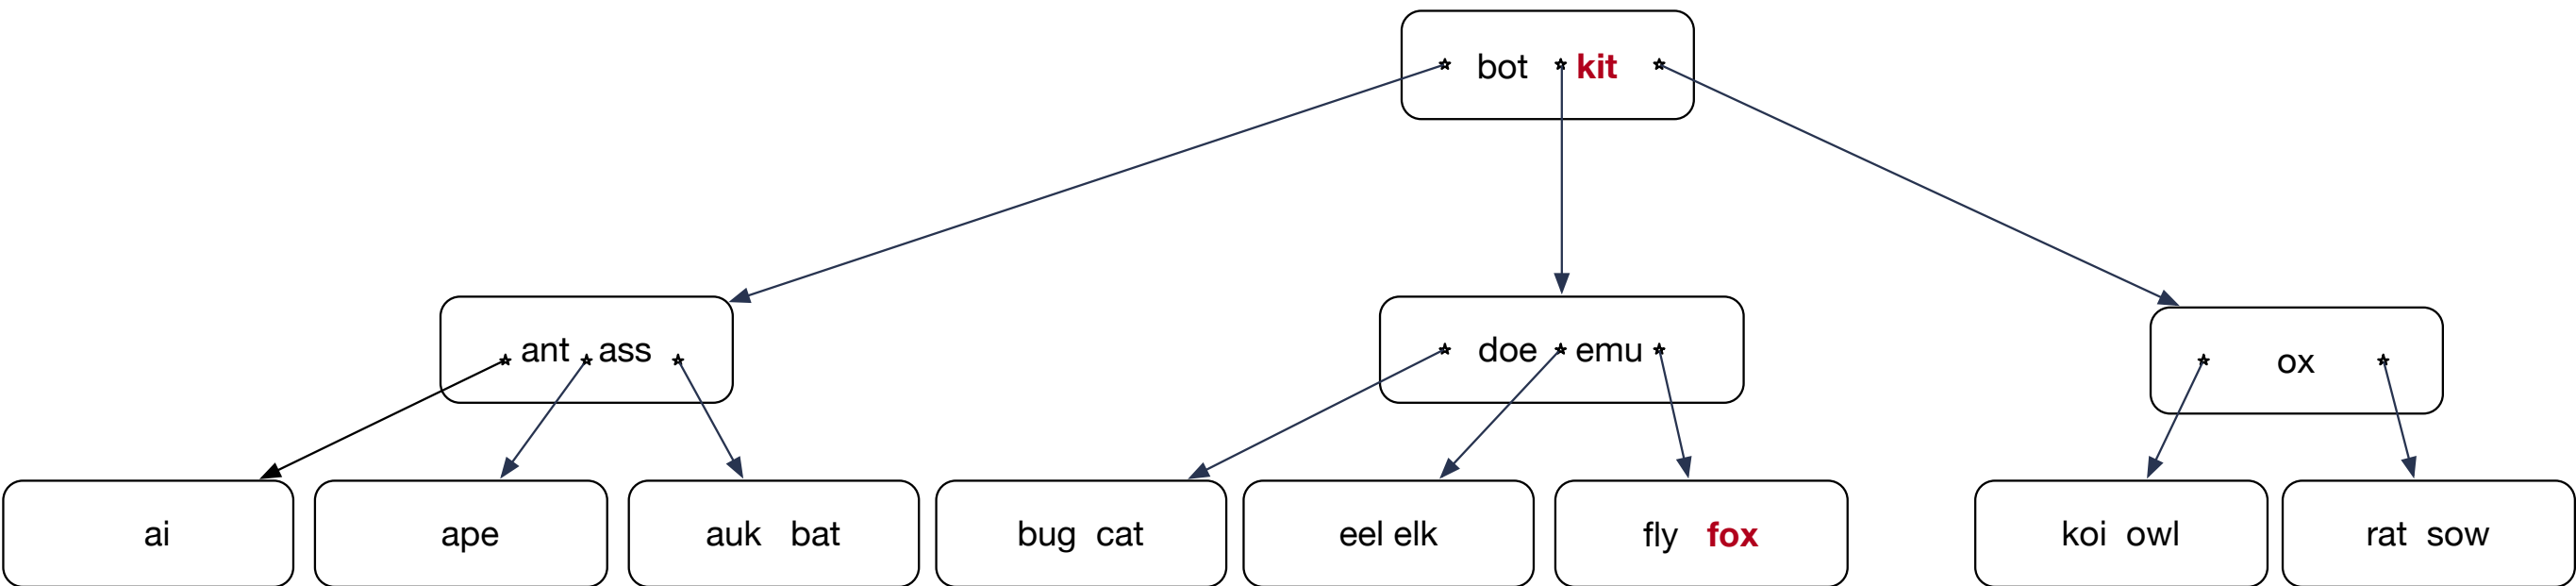 bot kit
ant ass
doe emu
ox
ai
ape
auk bat
bug cat
eel elk
fly fox
koi owl
rat sow